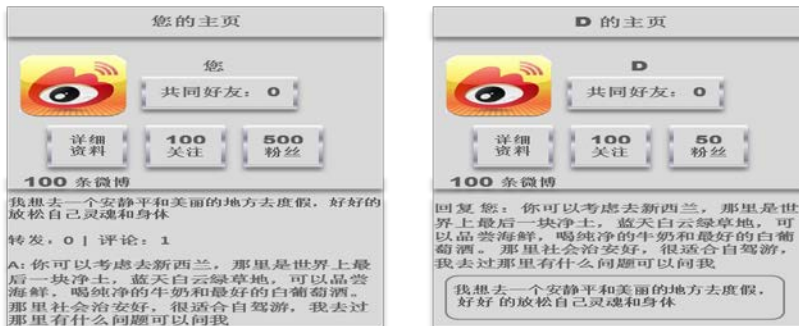 您的主页
您
共同好友：0
详细
资料
100
关注
500
粉丝
100 条微博
我想去一个安静平和美丽的地方去度假，好好的
放松自己灵魂和身体
转发：0 | 评论：1
A: 你可以考虑去新西兰，那里是世界上最
后一块净土，蓝天白云绿草地，可以品尝
海鲜，喝纯净的牛奶和最好的白葡萄酒。
那里社会治安好，很适合自驾游，我去过
那里有什么问题可以问我
D 的主页
D
共同好友：0
详细
资料
100
关注
50
粉丝
100 条微博
回复 您：你可以考虑去新西兰，那里是世
界上最后一块净土，蓝天白云绿草地，可
以品尝海鲜，喝纯净的牛奶和最好的白葡
萄酒。那里社会治安好，很适合自驾游，
我去过那里有什么问题可以问我
我想去一个安静平和美丽的地方去度假，
好好 的放松自己灵魂和身体